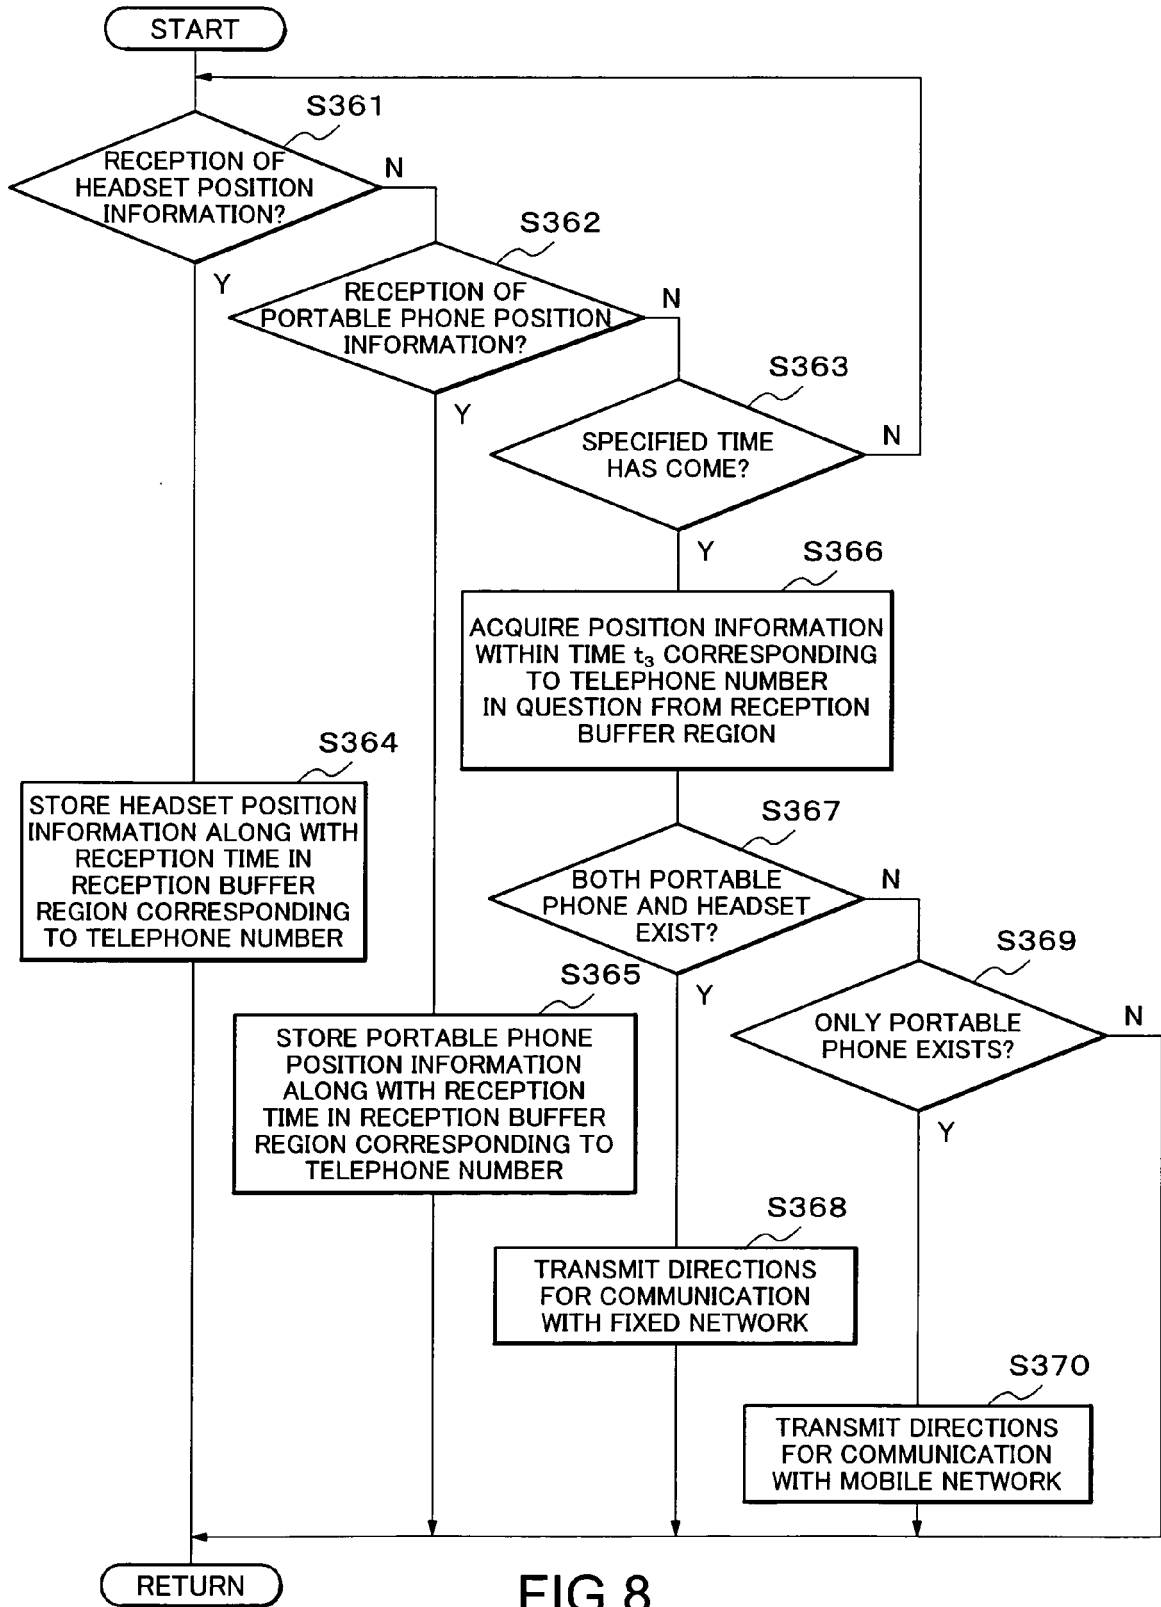 START
S361
RECEPTION OF
HEADSET POSITION
INFORMATION?
N
Y
S362
RECEPTION OF
PORTABLE PHONE POSITION
INFORMATION?
N
Y
S363
SPECIFIED TIME
HAS COME?
N
Y
S366
ACQUIRE POSITION INFORMATION
WITHIN TIME t₃ CORRESPONDING
TO TELEPHONE NUMBER
IN QUESTION FROM RECEPTION
BUFFER REGION
S364
STORE HEADSET POSITION
INFORMATION ALONG WITH
RECEPTION TIME IN
RECEPTION BUFFER
REGION CORRESPONDING
TO TELEPHONE NUMBER
S367
BOTH PORTABLE
PHONE AND HEADSET
EXIST?
N
Y
S369
ONLY PORTABLE
PHONE EXISTS?
N
Y
S365
STORE PORTABLE PHONE
POSITION INFORMATION
ALONG WITH RECEPTION
TIME IN RECEPTION BUFFER
REGION CORRESPONDING TO
TELEPHONE NUMBER
S368
TRANSMIT DIRECTIONS
FOR COMMUNICATION
WITH FIXED NETWORK
S370
TRANSMIT DIRECTIONS
FOR COMMUNICATION
WITH MOBILE NETWORK
RETURN
FIG.8